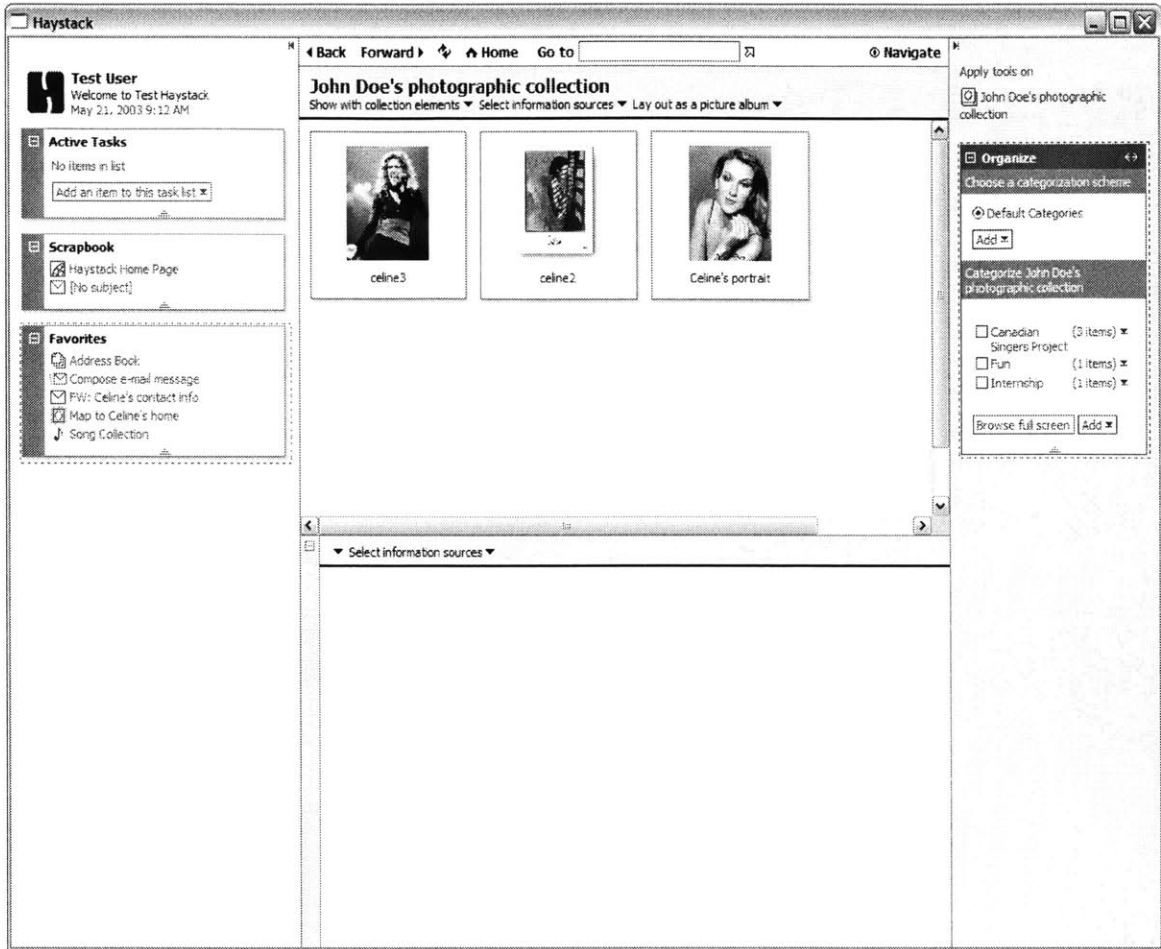 Haystack
Test User
Welcome to Test Haystack
May 21, 2003 9:12 AM
Active Tasks
No items in list
Add an item to this task list
Scrapbook
Haystack Home Page
[No subject]
Favorites
Address Book
Compose e-mail message
FW: Celine's contact info
Map to Celine's home
Song Collection
Back Forward Home Go to Navigate
John Doe's photographic collection
Show with collection elements Select information sources Lay out as a picture album
celine3
celine2
Celine's portrait
Select information sources
Apply tools on
John Doe's photographic
collection
Organize
Choose a categorization scheme
Default Categories
Add
Categorize John Doe's
photographic collection
Canadian (3 items)
Singers Project
Fun (1 items)
Internship (1 items)
Browse full screen Add